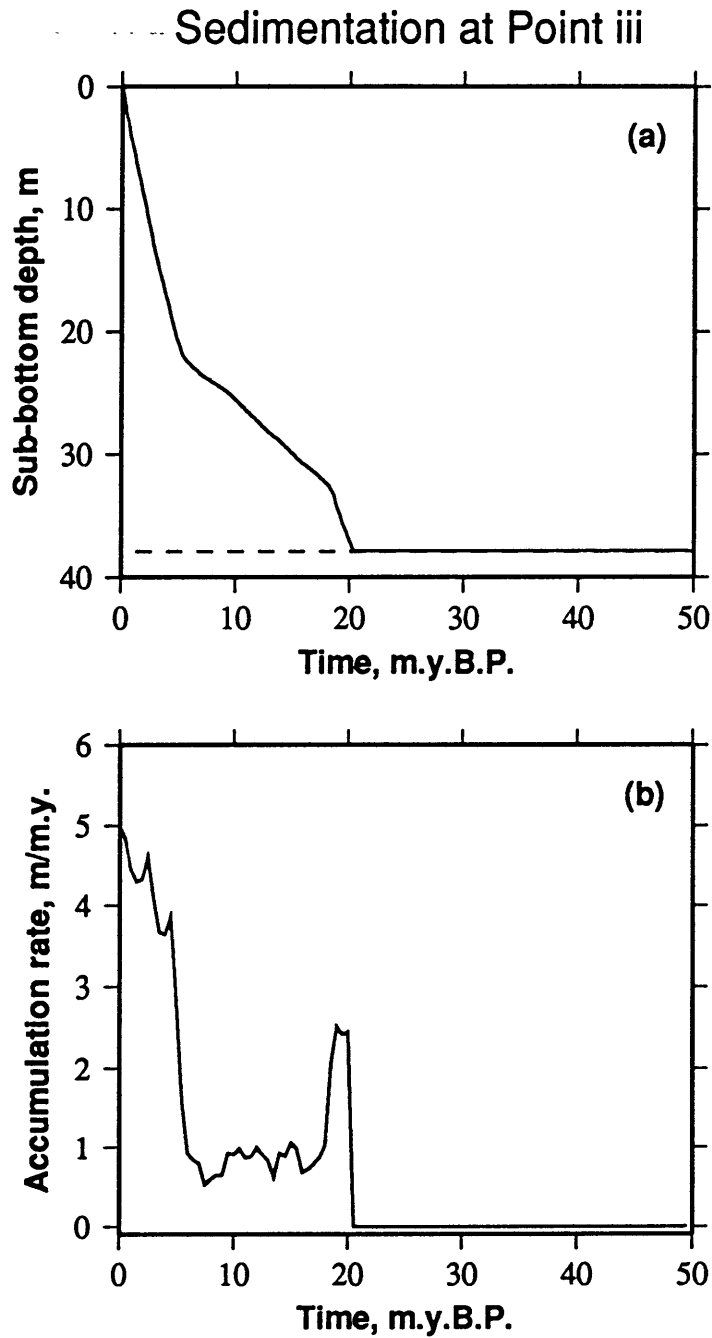 Sedimentation at Point iii
(a)
Sub-bottom depth, m
0
10
20
30
40
0 10 20 30 40 50
Time, m.y.B.P.
(b)
Accumulation rate, m/m.y.
6
5
4
3
2
1
0
0 10 20 30 40 50
Time, m.y.B.P.